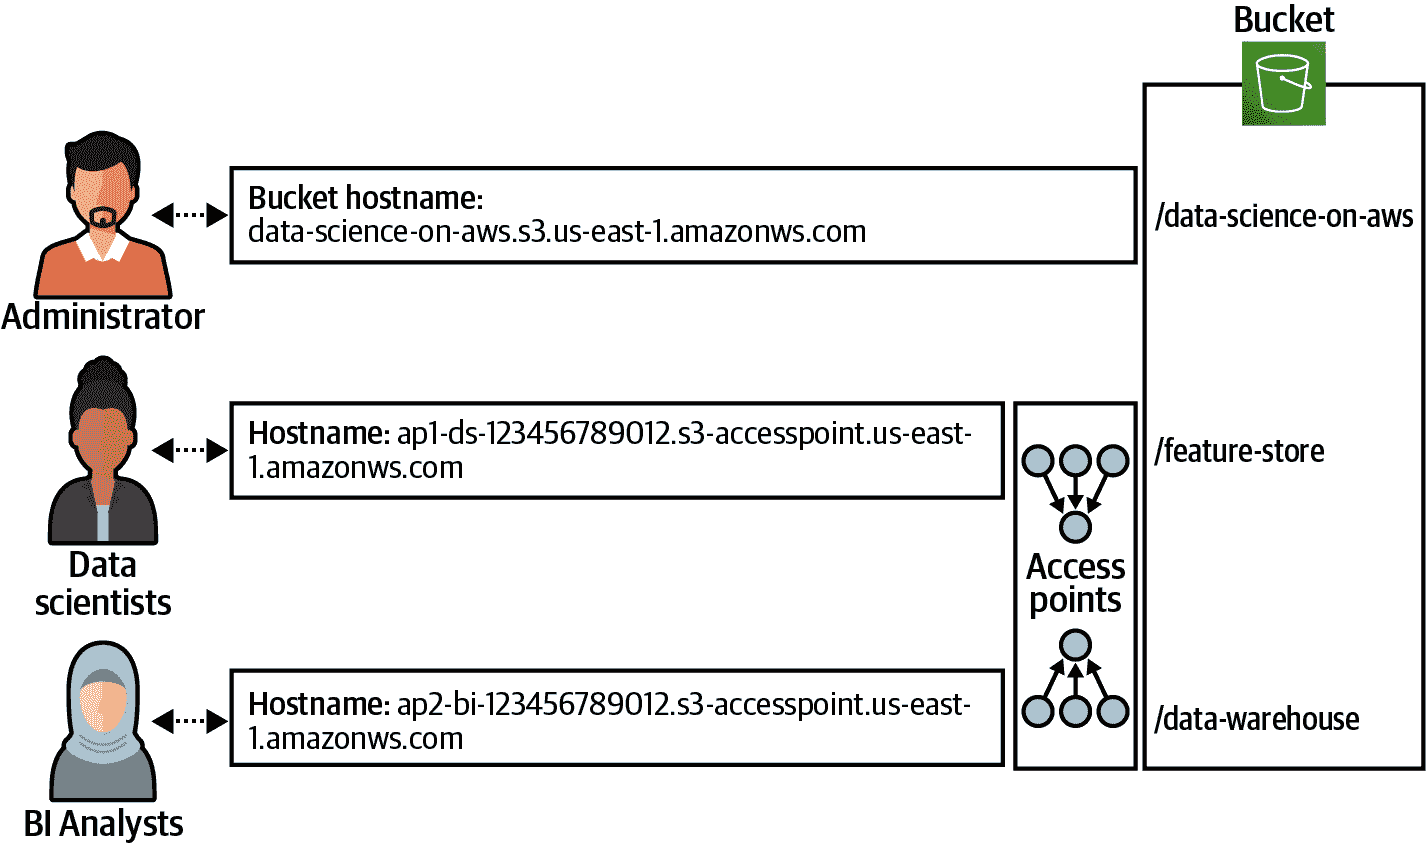 Bucket
Bucket hostname:
data-science-on-aws.s3.us-east-1.amazonws.com
/data-science-on-aws
Administrator
Hostname: ap1-ds-123456789012.s3-accesspoint.us-east-
1.amazonws.com
/feature-store
Data
scientists
Access
points
Hostname: ap2-bi-123456789012.s3-accesspoint.us-east-
1.amazonws.com
/data-warehouse
BI Analysts